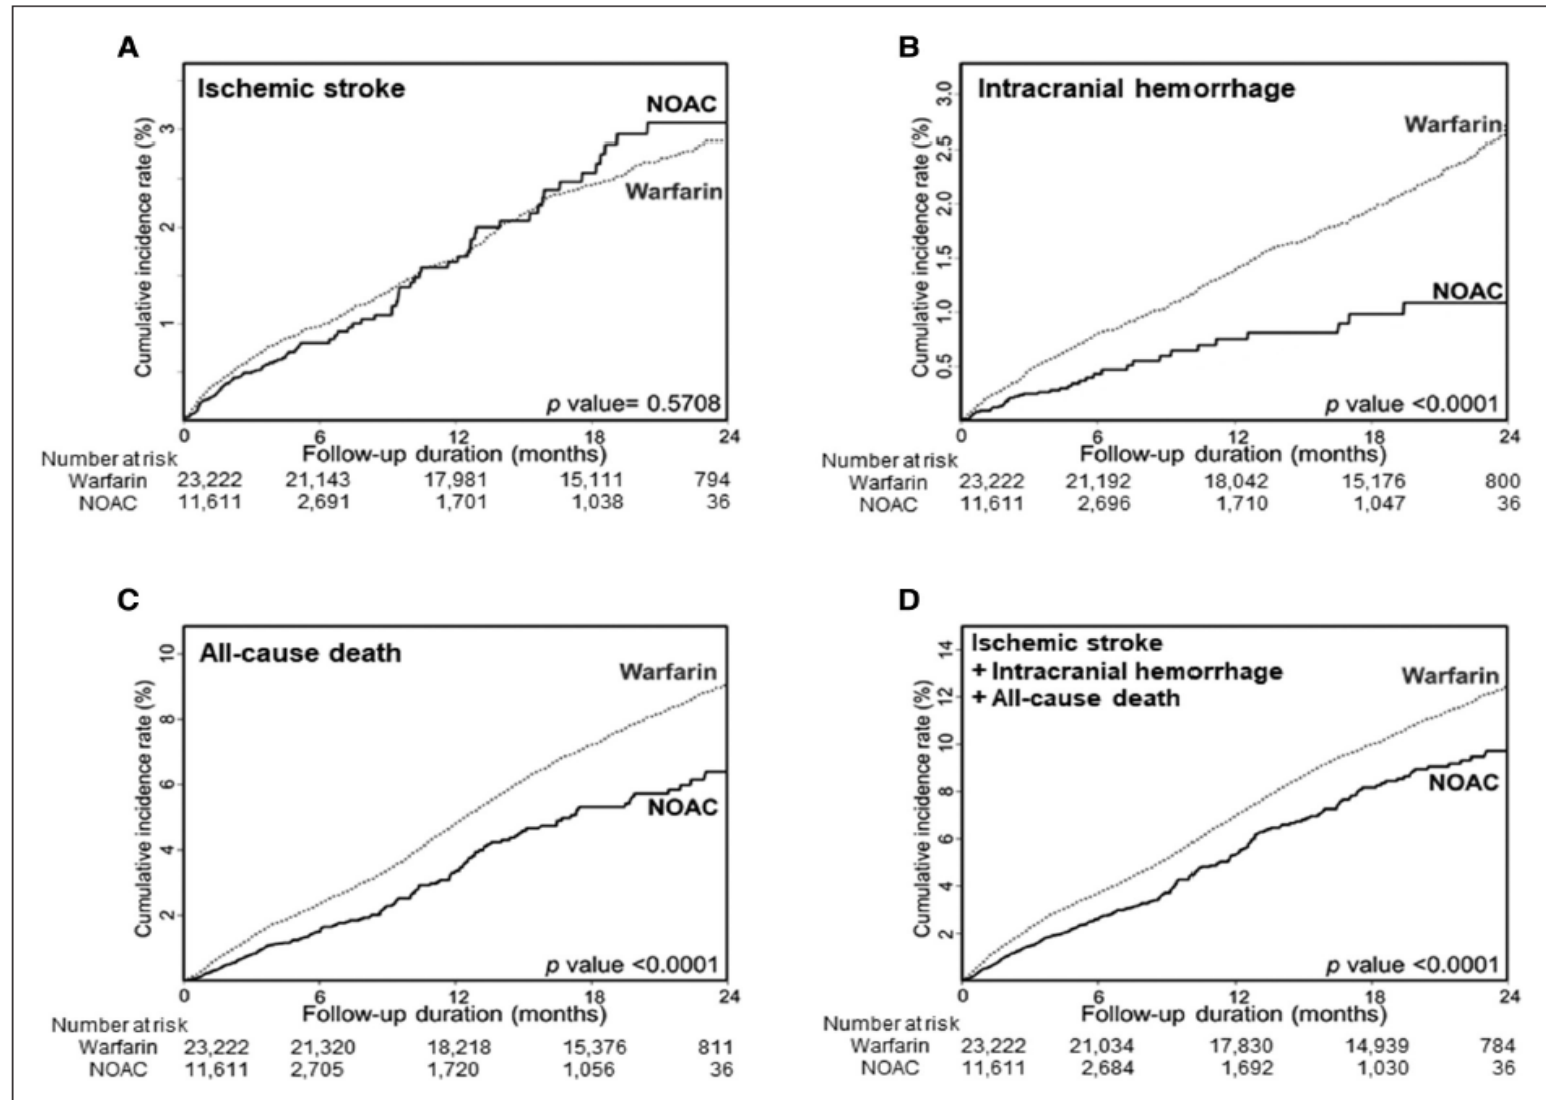 A
Ischemic stroke
NOAC
Warfarin
Cumulative incidence rate (%)
3
2
1
p value= 0.5708
0 6 12 18 24
Follow-up duration (months)
Number at risk
Warfarin 23,222 21,143 17,981 15,111 794
NOAC 11,611 2,691 1,701 1,038 36
B
Intracranial hemorrhage
Warfarin
NOAC
Cumulative incidence rate (%)
3.0
2.5
2.0
1.5
1.0
0.5
p value <0.0001
0 6 12 18 24
Follow-up duration (months)
Number at risk
Warfarin 23,222 21,192 18,042 15,176 800
NOAC 11,611 2,696 1,710 1,047 36
C
All-cause death
Warfarin
NOAC
Cumulative incidence rate (%)
10
8
6
4
2
p value <0.0001
0 6 12 18 24
Follow-up duration (months)
Number at risk
Warfarin 23,222 21,320 18,218 15,376 811
NOAC 11,611 2,705 1,720 1,056 36
D
Ischemic stroke
+ Intracranial hemorrhage
+ All-cause death
Warfarin
NOAC
Cumulative incidence rate (%)
14
12
10
8
6
4
2
p value <0.0001
0 6 12 18 24
Follow-up duration (months)
Number at risk
Warfarin 23,222 21,034 17,830 14,939 784
NOAC 11,611 2,684 1,692 1,030 36